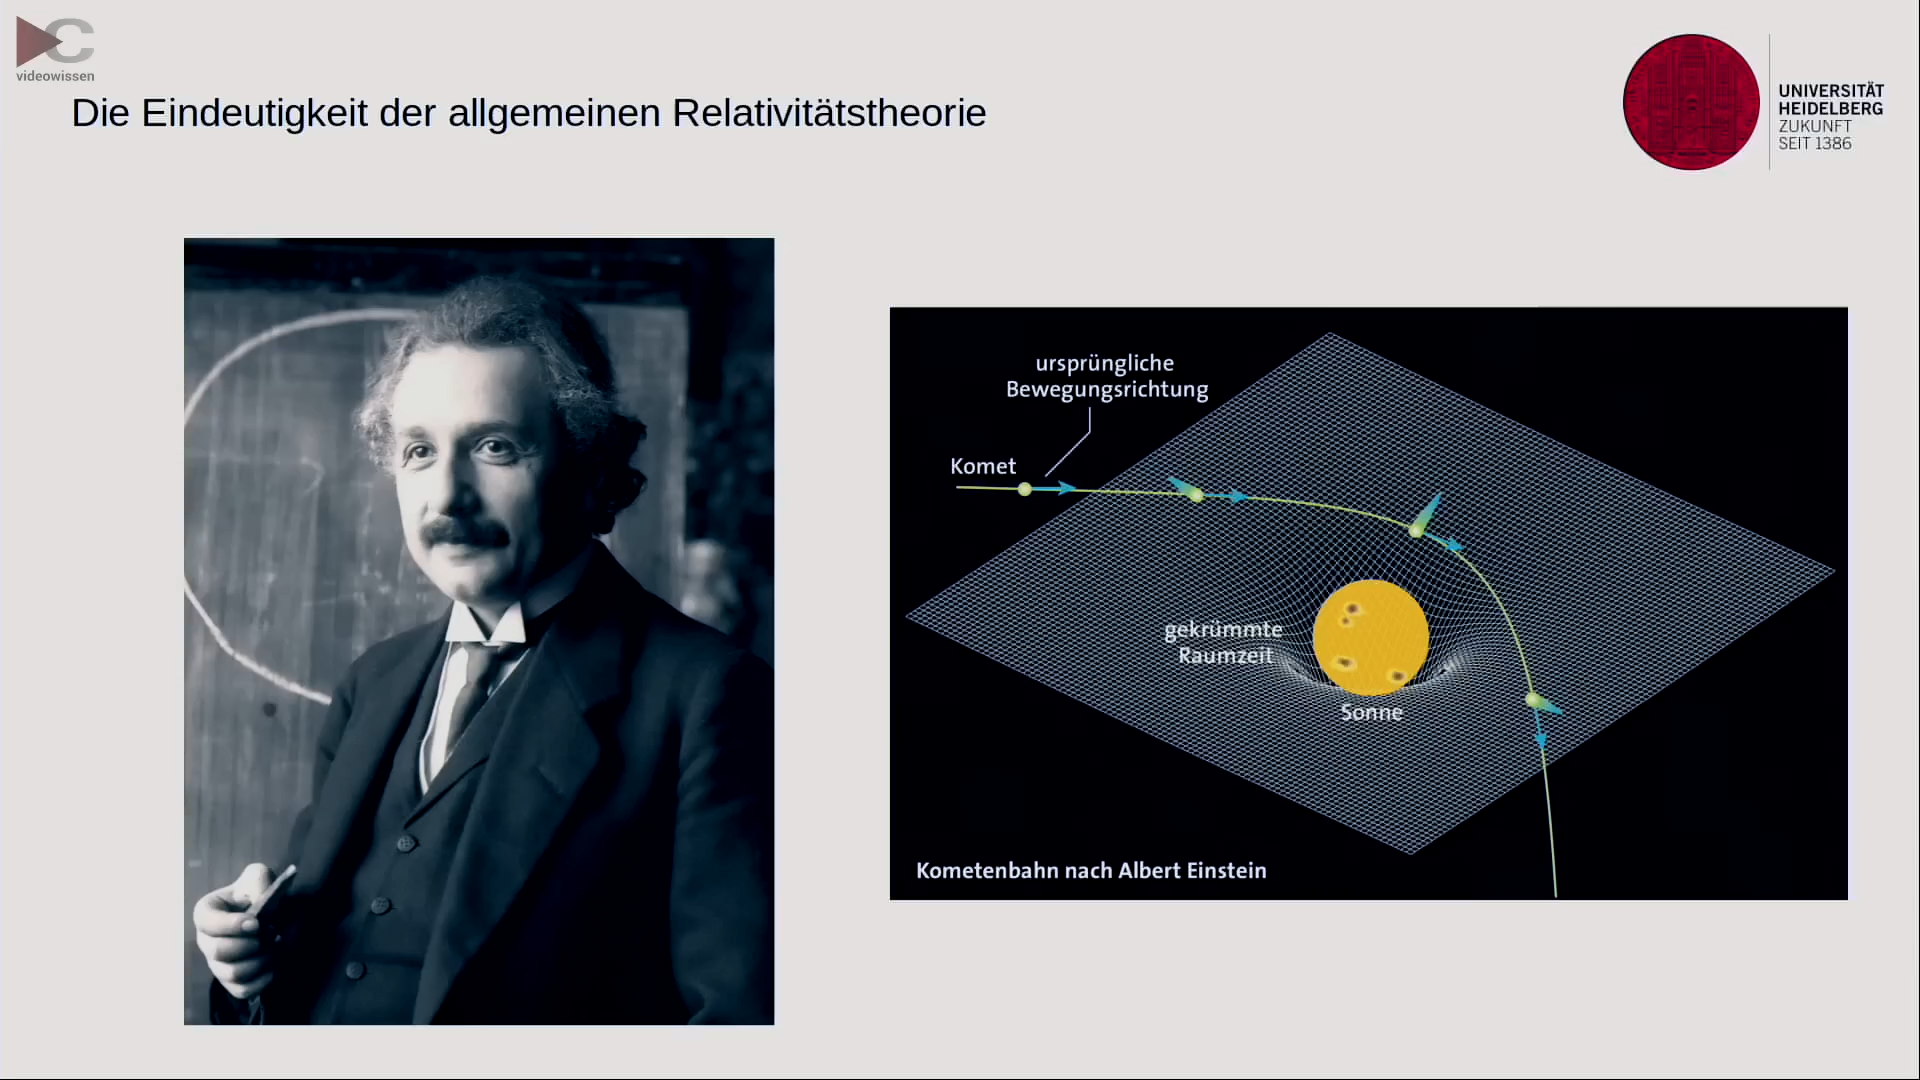 C
videowissen
Die Eindeutigkeit der allgemeinen Relativitätstheorie
UNIVERSITÄT
HEIDELBERG
ZUKUNFT
SEIT 1386
ursprüngliche
Bewegungsrichtung
Komet
gekrümmte
Raumzeit
Sonne
Kometenbahn nach Albert Einstein